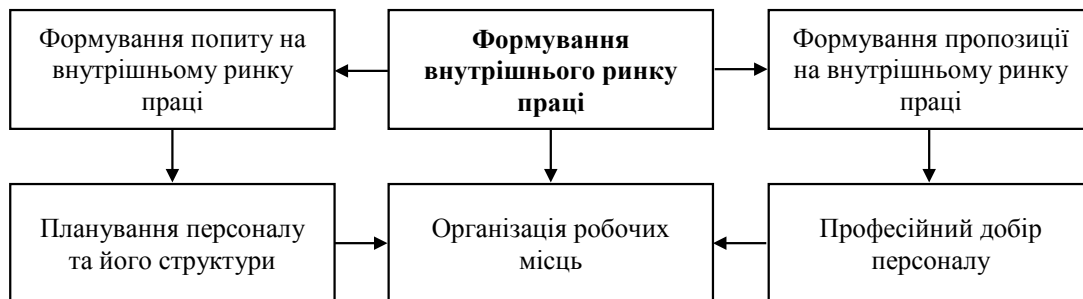 Формування попиту на
внутрішньому ринку
праці
Формування
внутрішнього ринку
праці
Формування пропозиції
на внутрішньому ринку
праці
Планування персоналу
та його структури
Організація робочих
місць
Професійний добір
персоналу